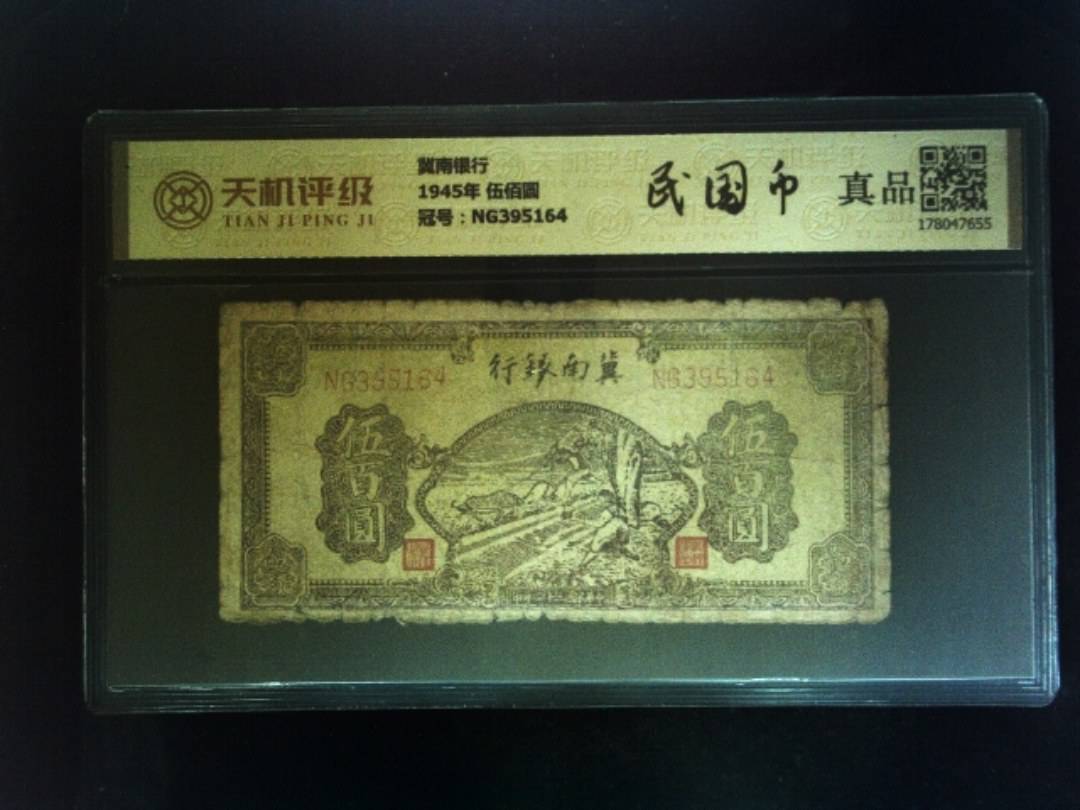 天机评级
TIAN JI PING JI
冀南银行
1945年 伍佰圆
冠号：NG395164
民国币
真品
178047655
行銀南冀
NG395164
NG395164
伍百圓
伍百圓